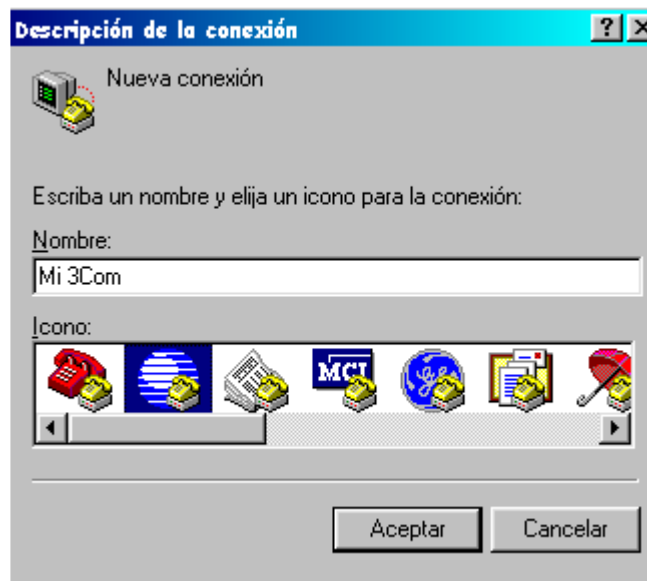 Descripción de la conexión
Nueva conexión
Escriba un nombre y elija un icono para la conexión:
Nombre:
Mi 3Com
Icono:
MCI
Aceptar
Cancelar